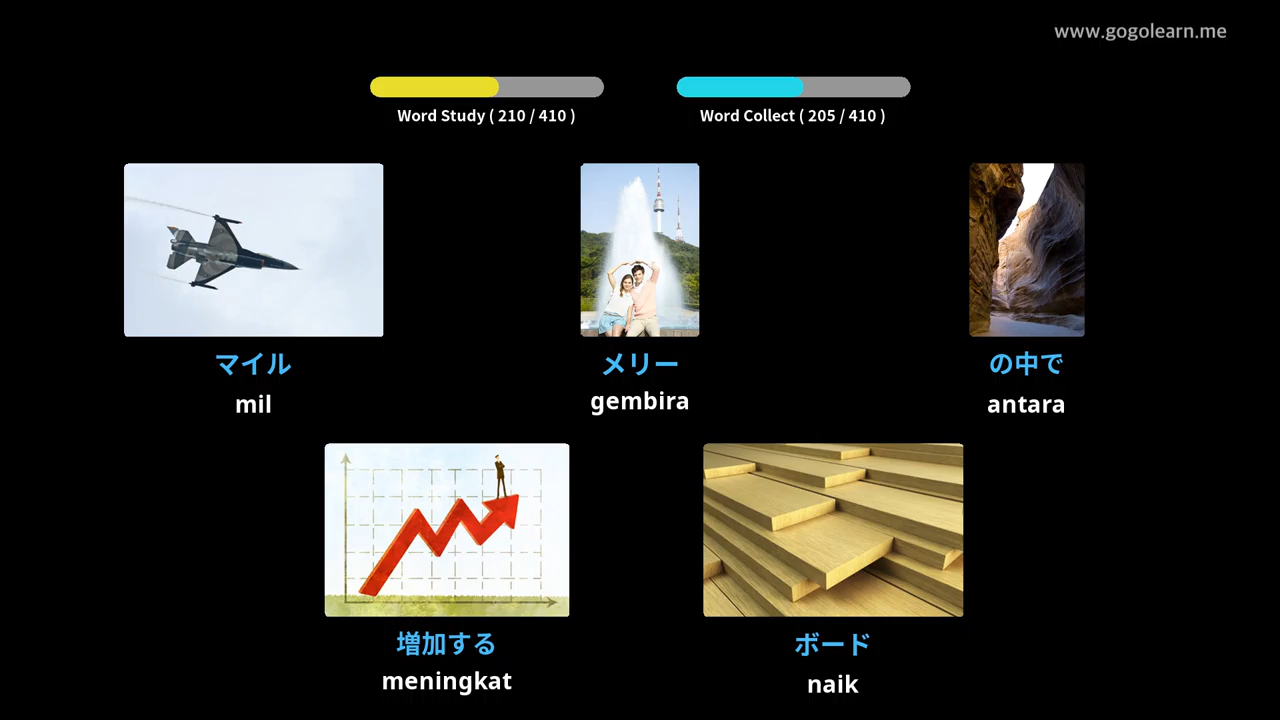 www.gogolearn.me
Word Study ( 210 / 410 )
Word Collect ( 205 / 410 )
マイル
mil
メリー
gembira
の中で
antara
増加する
meningkat
ボード
naik